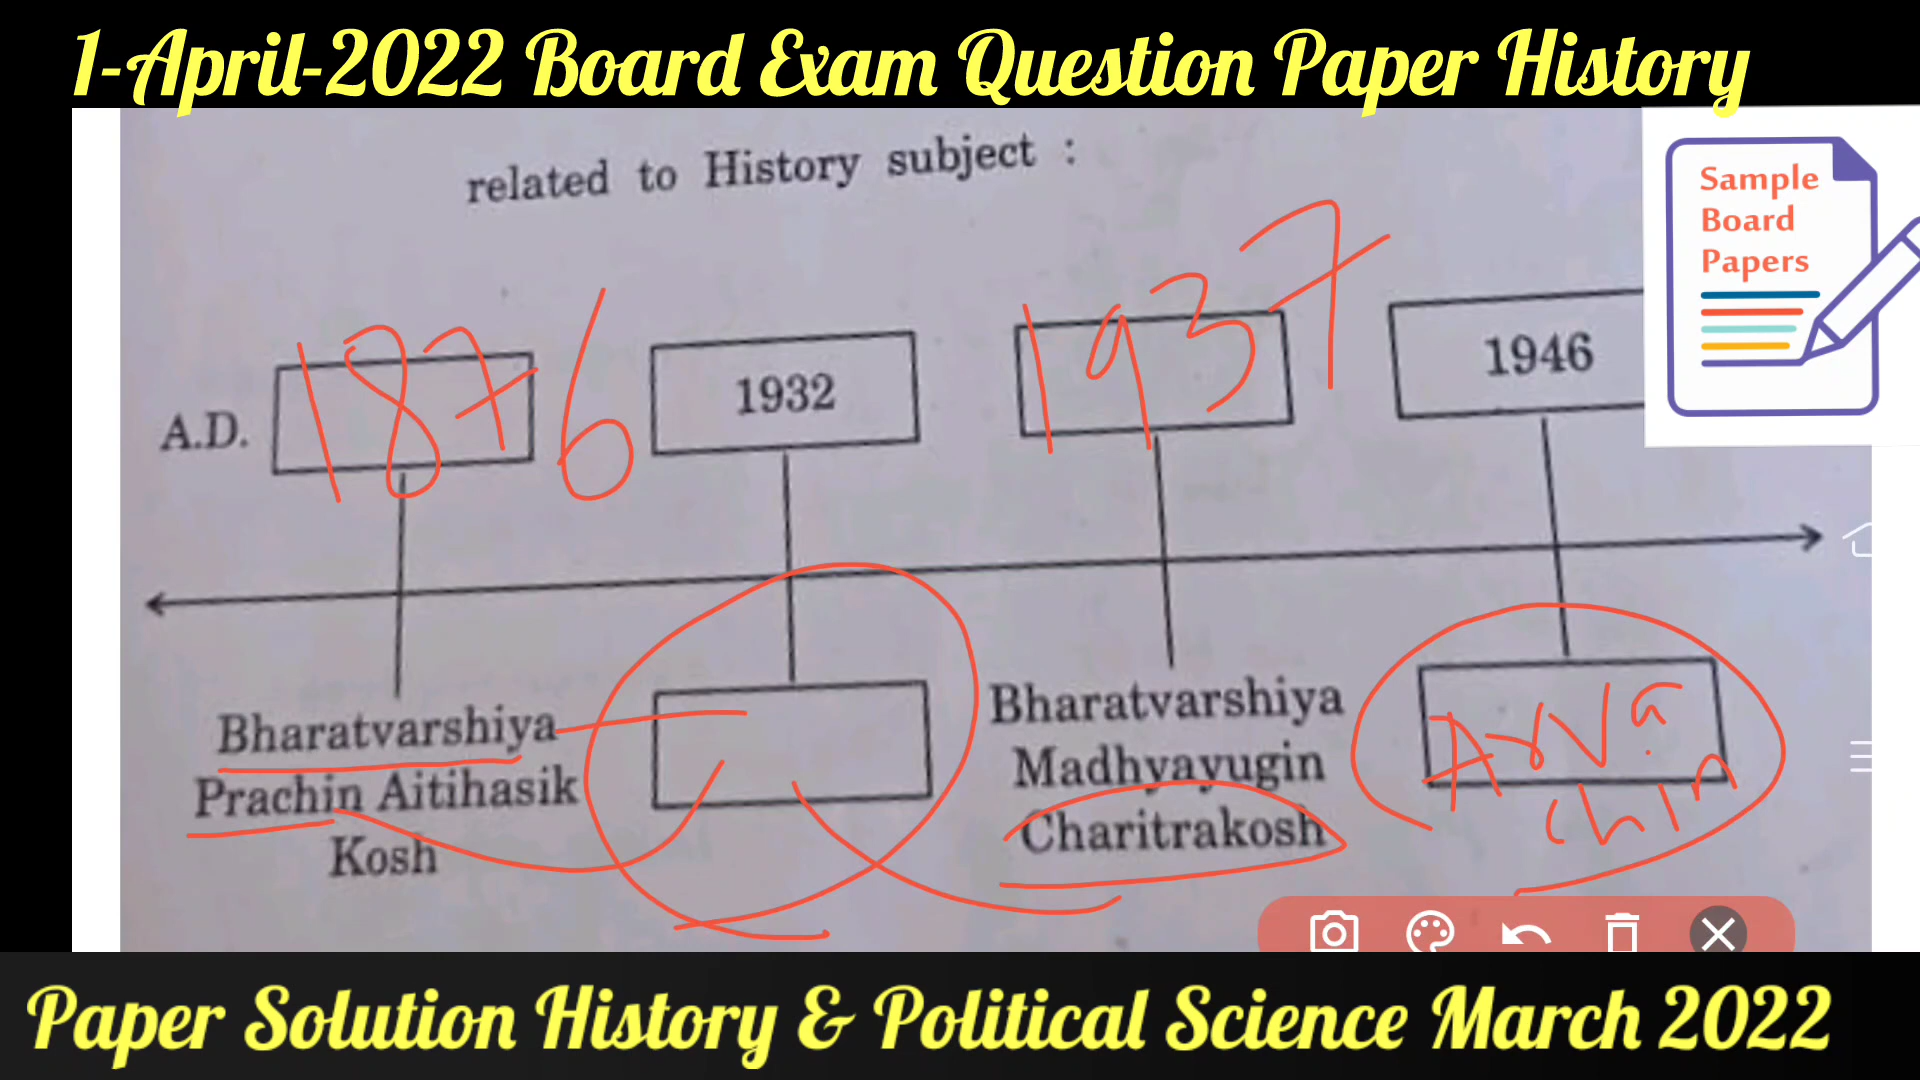 1-April-2022 Board Exam Question Paper History
related to History subject :
Sample
Board
Papers
A.D.
1876
1932
1937
1946
Bharatvarshiya
Prachin Aitihasik
Kosh
Bharatvarshiya
Madhyayugin
Charitrakosh
Arva
chin
Paper Solution History & Political Science March 2022